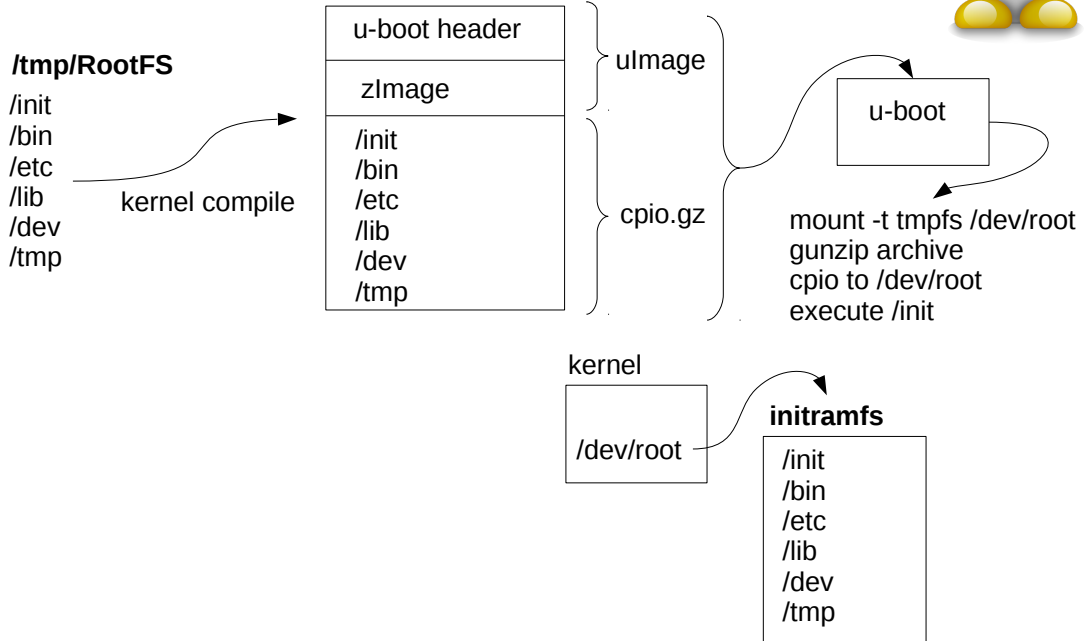 /tmp/RootFS
/init
/bin
/etc
/lib
/dev
/tmp
kernel compile
u-boot header
zImage
/init
/bin
/etc
/lib
/dev
/tmp
uImage
cpio.gz
u-boot
mount -t tmpfs /dev/root
gunzip archive
cpio to /dev/root
execute /init
kernel
/dev/root
initramfs
/init
/bin
/etc
/lib
/dev
/tmp